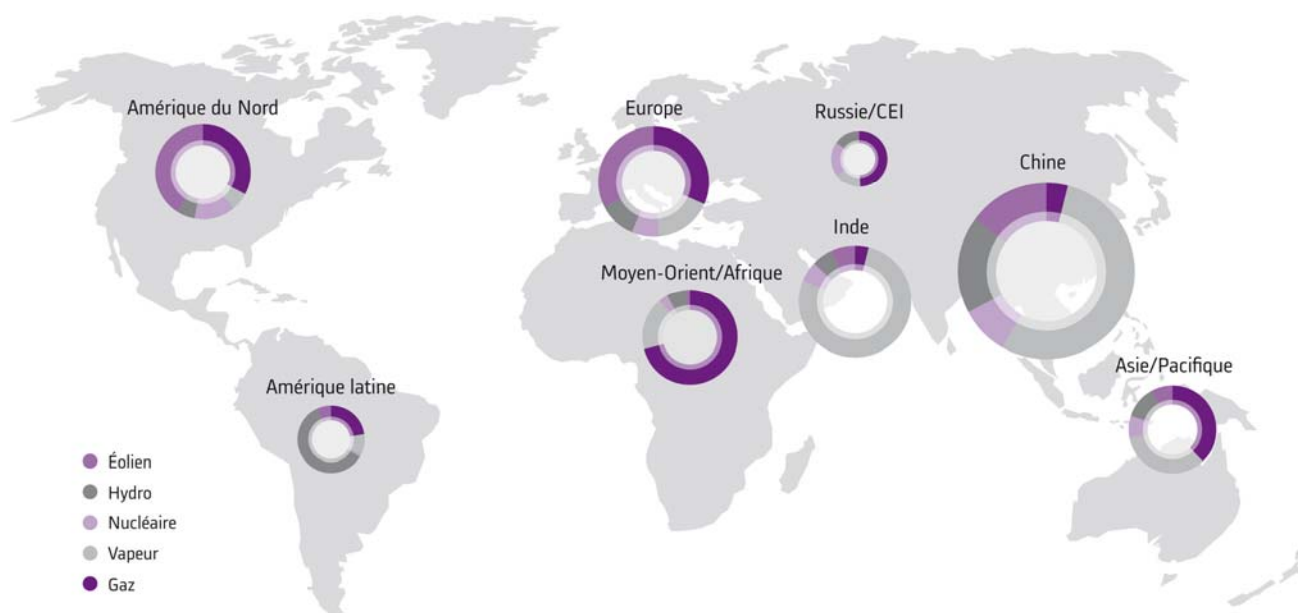 Amérique du Nord
Europe
Russie/CEI
Chine
Inde
Moyen-Orient/Afrique
Asie/Pacifique
Amérique latine
Éolien
Hydro
Nucléaire
Vapeur
Gaz